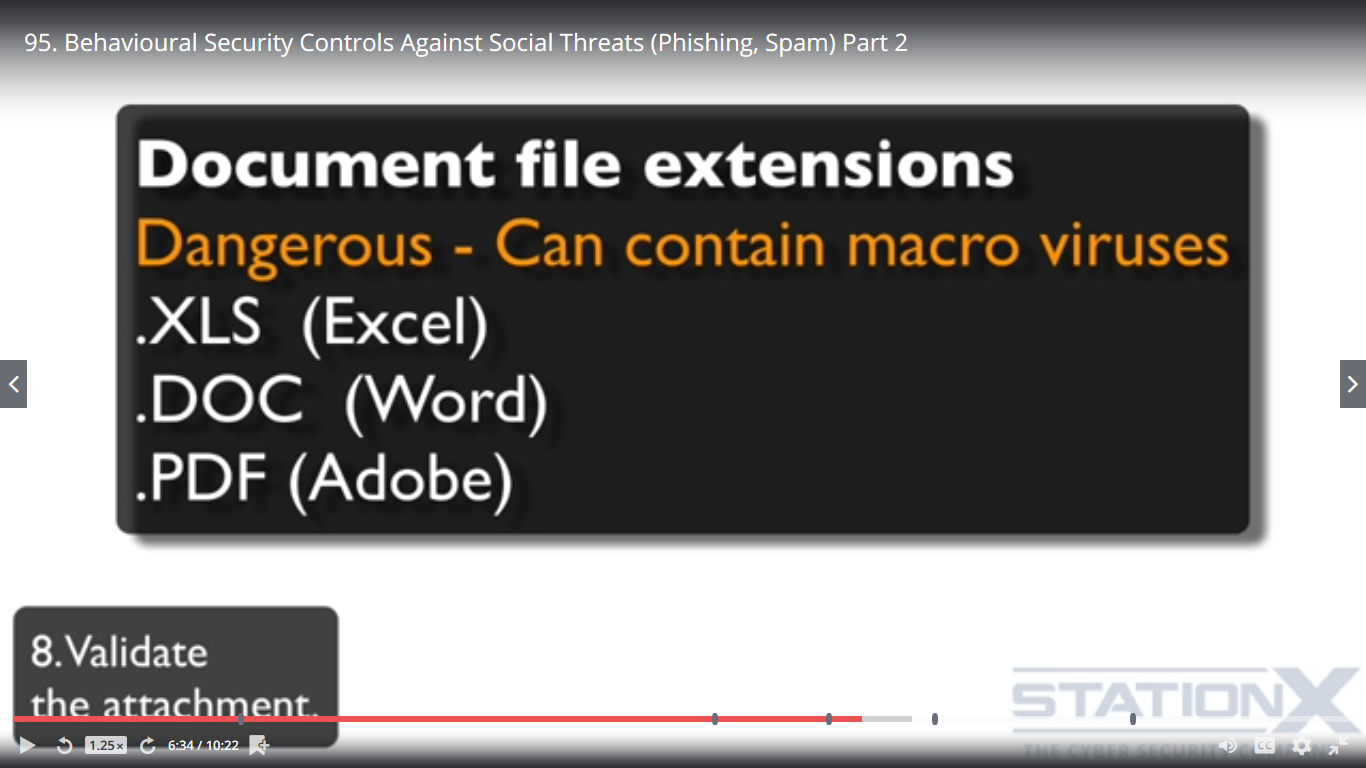 95. Behavioural Security Controls Against Social Threats (Phishing, Spam) Part 2
Document file extensions
Dangerous - Can contain macro viruses
.XLS (Excel)
.DOC (Word)
.PDF (Adobe)
8. Validate
the attachment.
STATIONX
THE CYBER SECURITY COMPANY
1.25×
6:34 / 10:22
CC